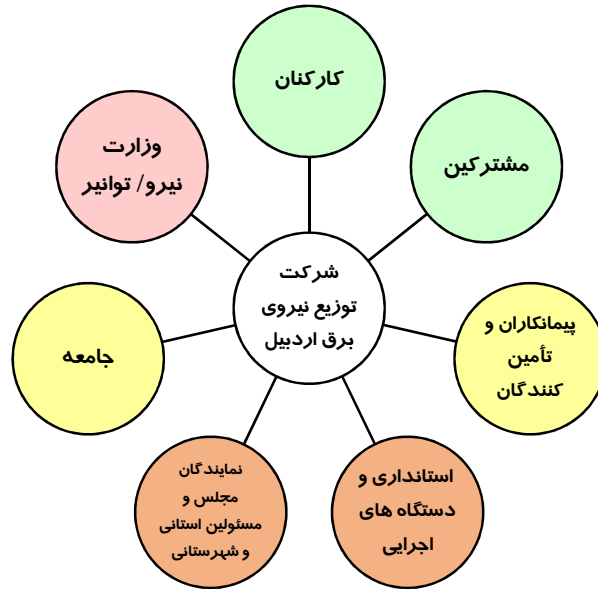 کارکنان
مشترکین
وزارت
نیرو/ توانیر
شرکت
توزیع نیروی
برق اردبیل
پیمانکاران و
تأمین
کنندگان
جامعه
استانداری و
دستگاه های
اجرایی
نمایندگان
مجلس و
مسئولین استانی
و شهرستانی